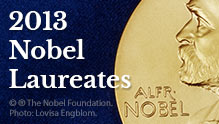 2013
Nobel
Laureates
© ® The Nobel Foundation.
Photo: Lovisa Engblom.
ALFR.
NOBEL